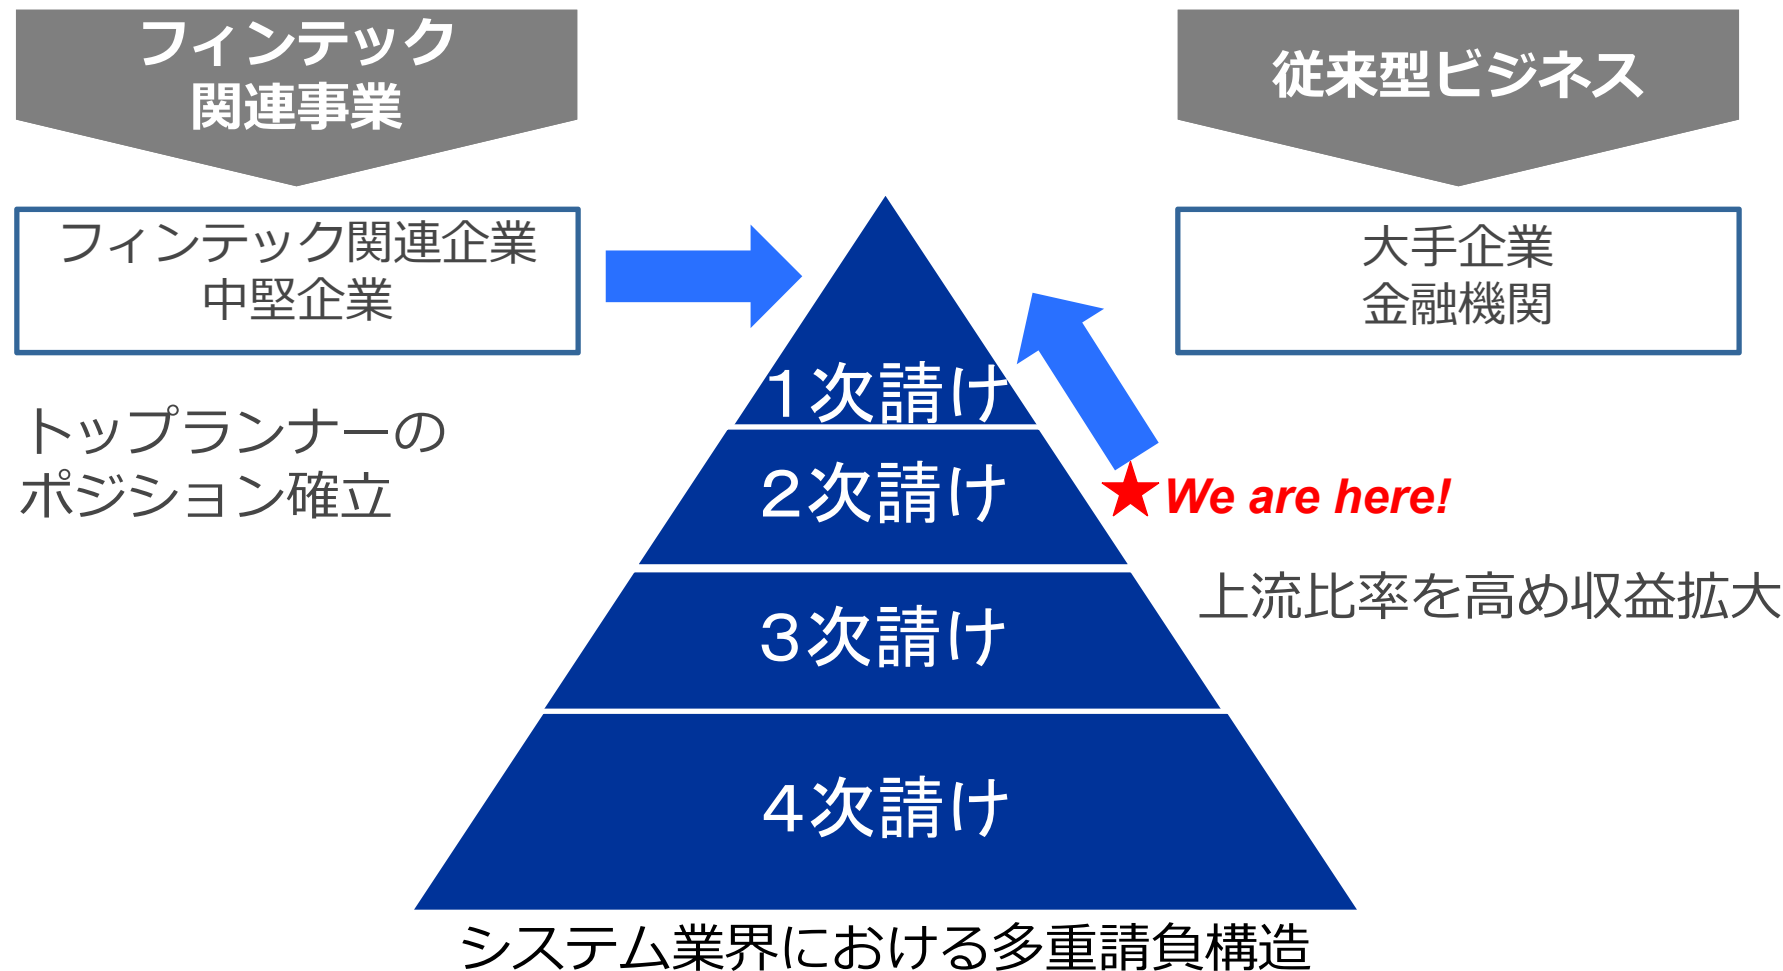 フィンテック
関連事業
従来型ビジネス
フィンテック関連企業
中堅企業
大手企業
金融機関
トップランナーの
ポジション確立
１次請け
２次請け
We are here!
上流比率を高め収益拡大
３次請け
４次請け
システム業界における多重請負構造